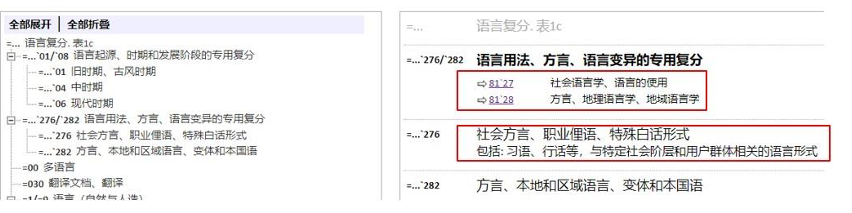 全部展开 全部折叠
=... 语言复分. 表1c
=...`01/`08 语言起源、时期和发展阶段的专用复分
=...`01 旧时期、古风时期
=...`04 中时期
=...`06 现代时期
=...`276/`282 语言用法、方言、语言变异的专用复分
=...`276 社会方言、职业俚语、特殊白话形式
=...`282 方言、本地和区域语言、变体和本国语
=00 多语言
=030 翻译文档、翻译
=1/=9 语言（自然与人造）
=... 语言复分. 表1c
=...`276/`282 语言用法、方言、语言变异的专用复分
⇨ 81`27 社会语言学、语言的使用
⇨ 81`28 方言、地理语言学、地域语言学
=...`276 社会方言、职业俚语、特殊白话形式
包括: 习语、行话等，与特定社会阶层和用户群体相关的语言形式
=...`282 方言、本地和区域语言、变体和本国语